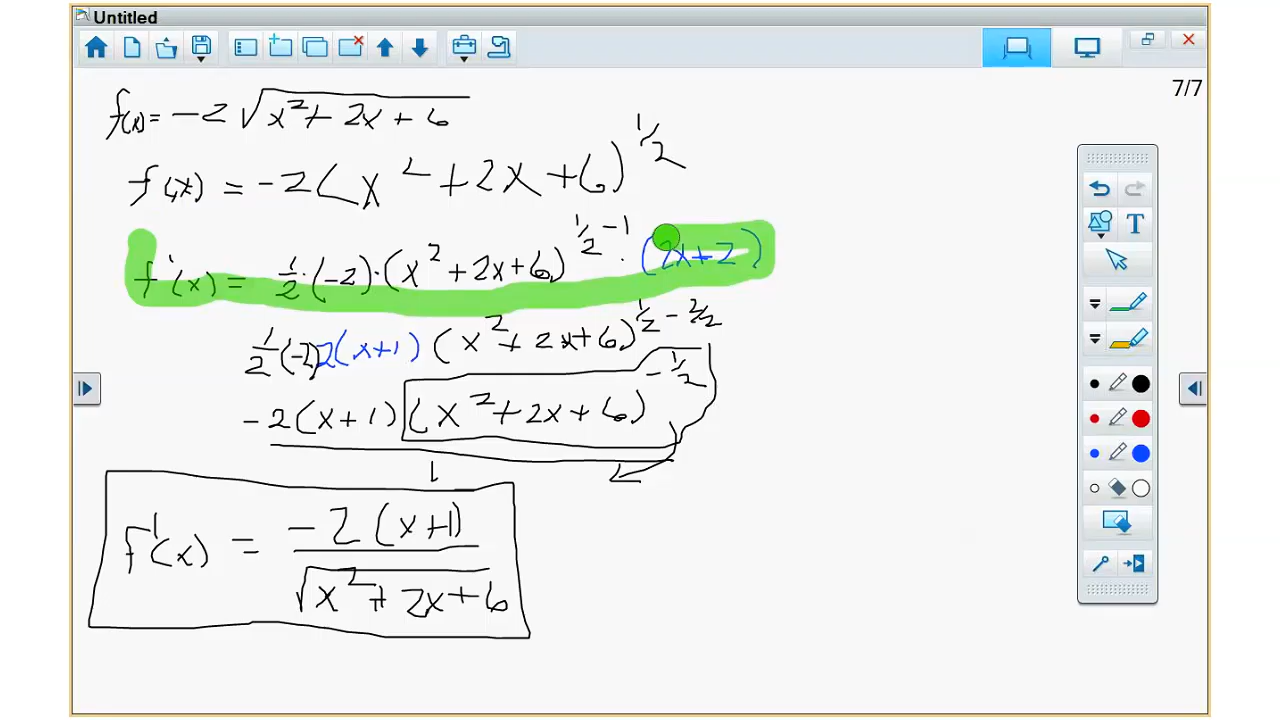 Untitled
7/7
T
f(x) = -2 √(x² + 2x + 6)
f(x) = -2 (x² + 2x + 6)^1/2
f'(x) = 1/2 · (-2) · (x² + 2x + 6)^(1/2 - 1) · (2x + 2)
1/2 (-2) 2(x+1) (x² + 2x + 6)^(1/2 - 2/2)
-2(x+1) (x² + 2x + 6)^-1/2
f'(x) = -2(x+1) / √(x² + 2x + 6)